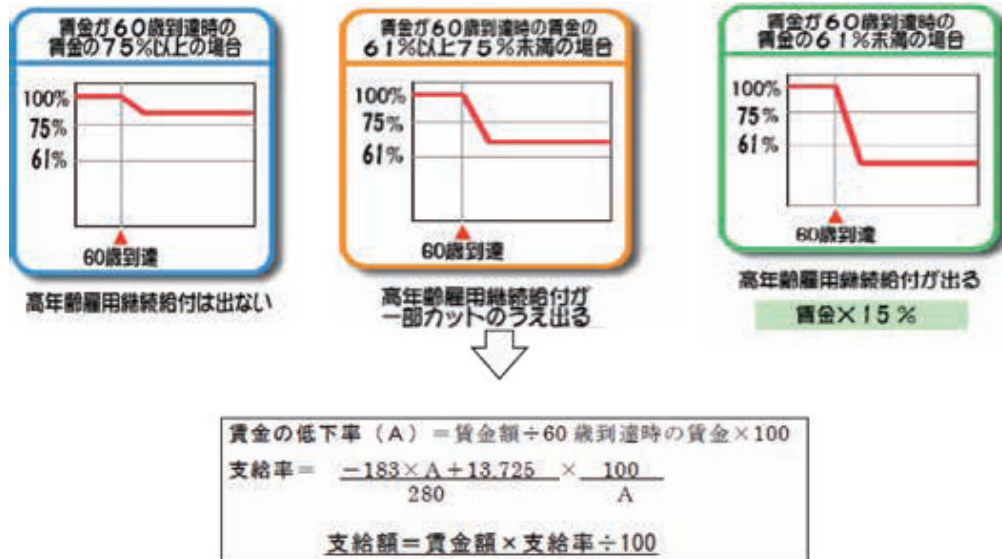 賃金が60歳到達時の
賃金の75%以上の場合
100%
75%
61%
60歳到達
高年齢雇用継続給付は出ない
賃金が60歳到達時の賃金の
61%以上75%未満の場合
100%
75%
61%
60歳到達
高年齢雇用継続給付が
一部カットのうえ出る
賃金が60歳到達時の
賃金の61%未満の場合
100%
75%
61%
60歳到達
高年齢雇用継続給付が出る
賃金×15%
賃金の低下率(A)=賃金額÷60歳到達時の賃金×100
支給率= −183×A+13,725 × 100
280 A
支給額=賃金額×支給率÷100